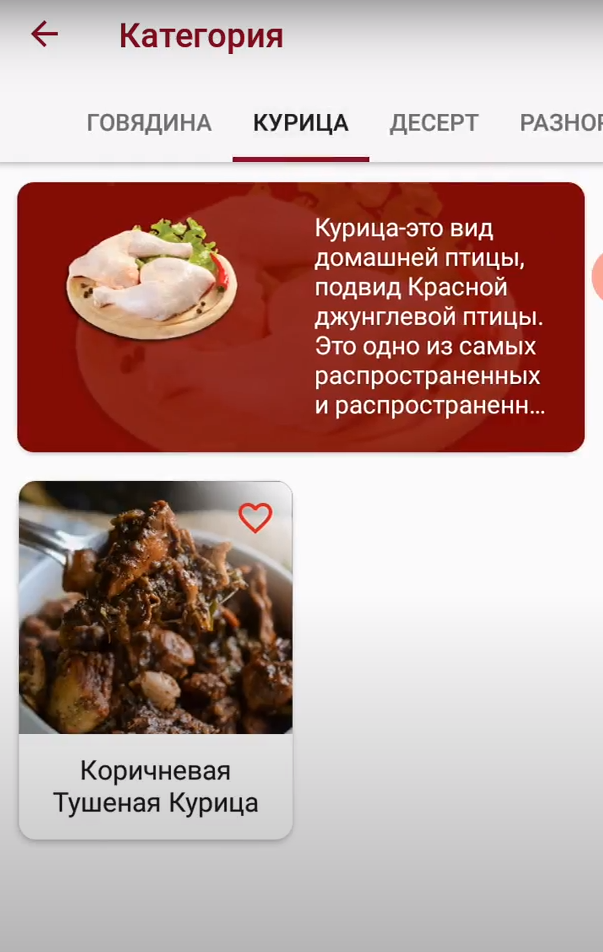 Категория
ГОВЯДИНА КУРИЦА ДЕСЕРТ РАЗНОР
Курица-это вид
домашней птицы,
подвид Красной
джунглевой птицы.
Это одно из самых
распространенных
и распространенн...
Коричневая
Тушеная Курица